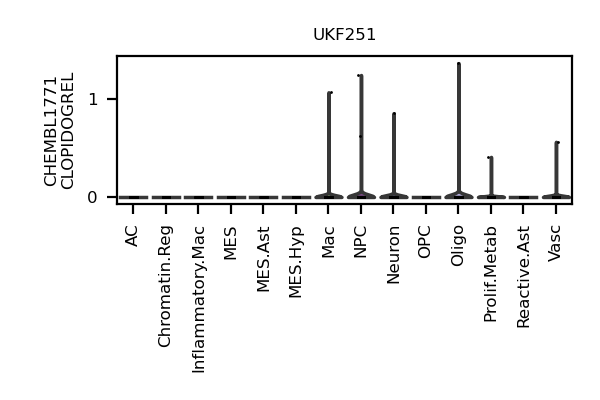 UKF251
CHEMBL1771
CLOPIDOGREL
1
0
AC
Chromatin.Reg
Inflammatory.Mac
MES
MES.Ast
MES.Hyp
Mac
NPC
Neuron
OPC
Oligo
Prolif.Metab
Reactive.Ast
Vasc